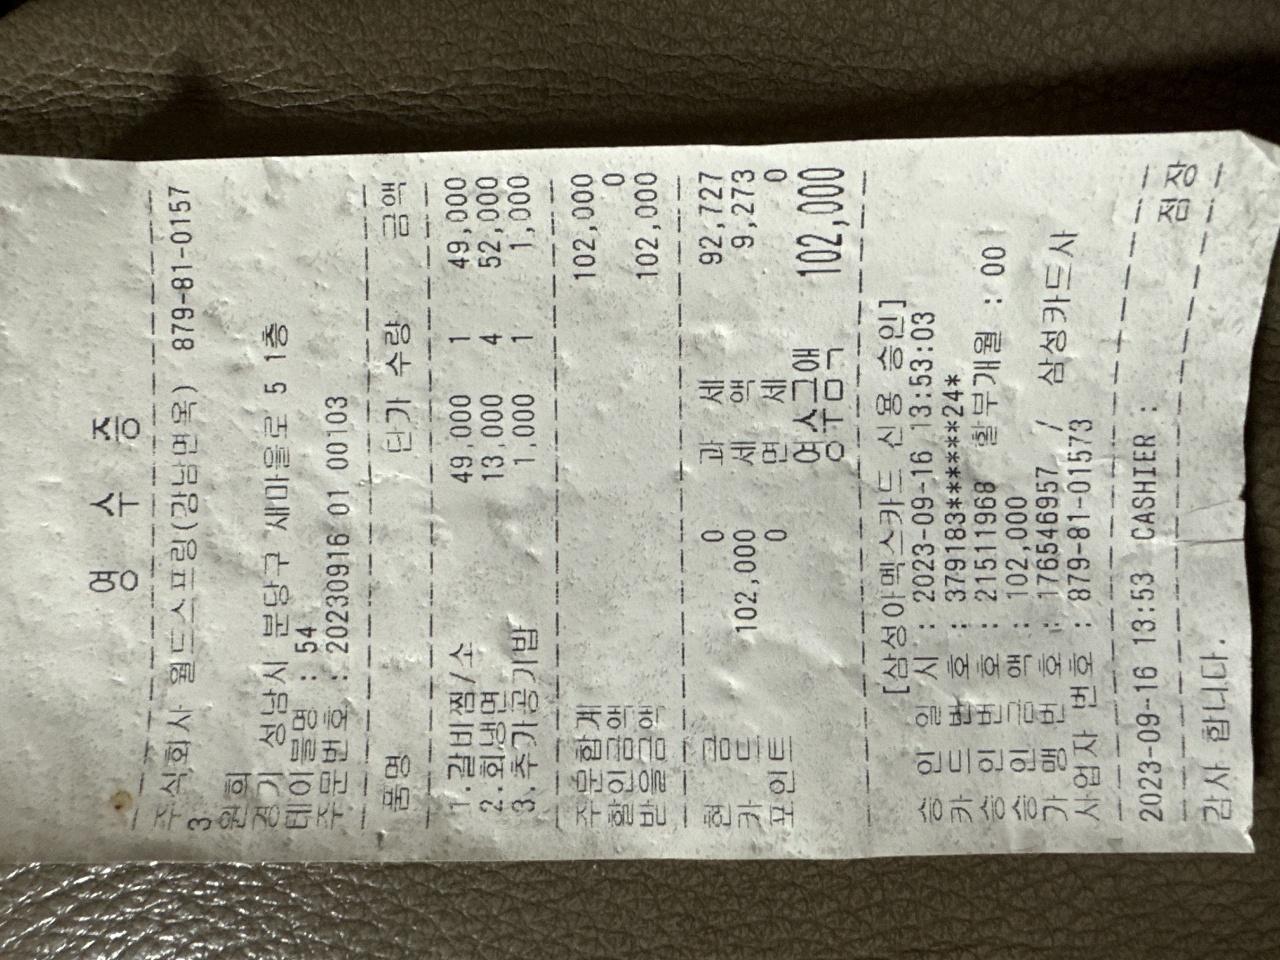 영 수 증
주식회사 월드스프링(강남면옥) 879-81-0157
3
원희
경기 성남시 분당구 새마을로 5 1층
테이블명 : 54
주문번호 : 20230916 01 00103
품명 단가 수량 금액
1.갈비찜/소 49,000 1 49,000
2.회냉면 13,000 4 52,000
3.추가공기밥 1,000 1 1,000
주문합계 102,000
할인금액 0
받을금액 102,000
현 금 0 과 세 92,727
카 드 102,000 세 액 9,273
포인트 0 면 세 0
영수금액 102,000
[삼성아멕스카드 신용 승인]
승 인 일 시 : 2023-09-16 13:53:03
카 드 번 호 : 379183******24*
승 인 번 호 : 21511968 할부개월 : 00
승 인 금 액 : 102,000
가 맹 번 호 : 176546957 / 삼성카드사
사업자 번호 : 879-81-01573
2023-09-16 13:53 CASHIER :
점 장
감사 합니다.